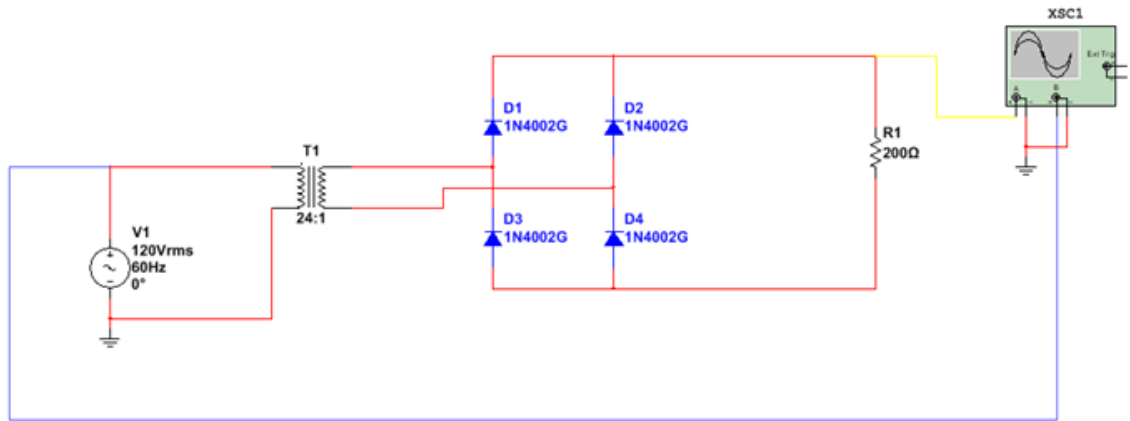 XSC1
Ext Trig
A
B
D1
1N4002G
D2
1N4002G
R1
200Ω
T1
24:1
D3
1N4002G
D4
1N4002G
V1
120Vrms
60Hz
0°